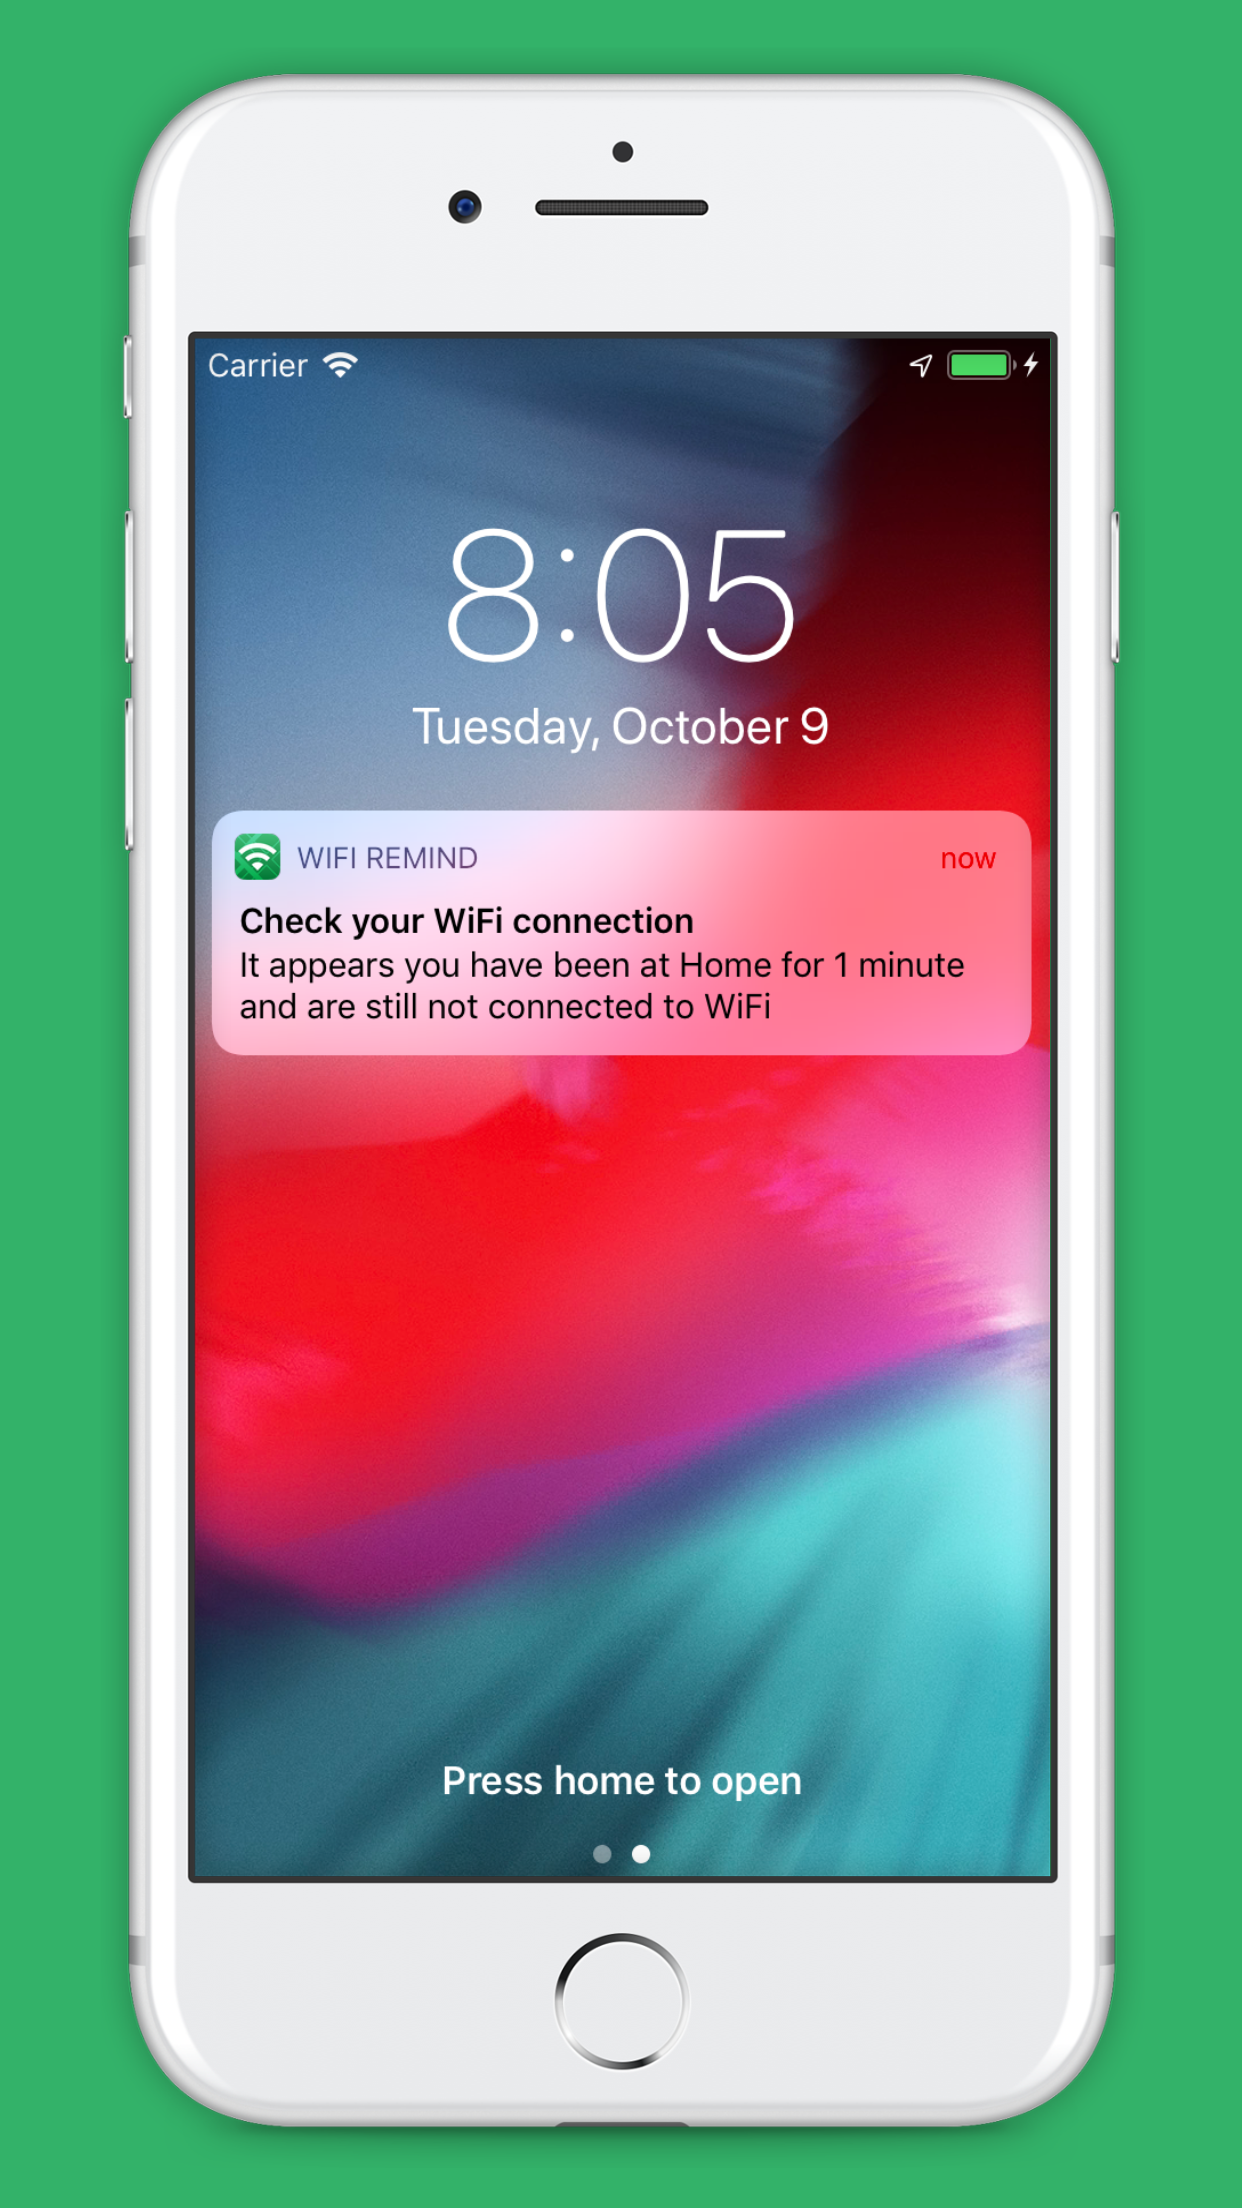 Carrier
8:05
Tuesday, October 9
WIFI REMIND now
Check your WiFi connection
It appears you have been at Home for 1 minute
and are still not connected to WiFi
Press home to open